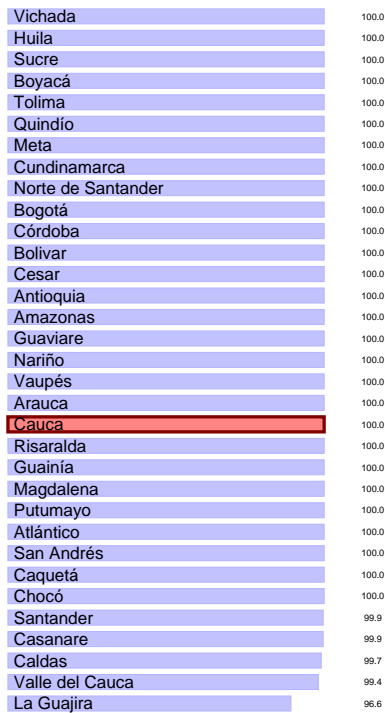 Vichada 100.0
Huila 100.0
Sucre 100.0
Boyacá 100.0
Tolima 100.0
Quindío 100.0
Meta 100.0
Cundinamarca 100.0
Norte de Santander 100.0
Bogotá 100.0
Córdoba 100.0
Bolivar 100.0
Cesar 100.0
Antioquia 100.0
Amazonas 100.0
Guaviare 100.0
Nariño 100.0
Vaupés 100.0
Arauca 100.0
Cauca 100.0
Risaralda 100.0
Guainía 100.0
Magdalena 100.0
Putumayo 100.0
Atlántico 100.0
San Andrés 100.0
Caquetá 100.0
Chocó 100.0
Santander 99.9
Casanare 99.9
Caldas 99.7
Valle del Cauca 99.4
La Guajira 96.6